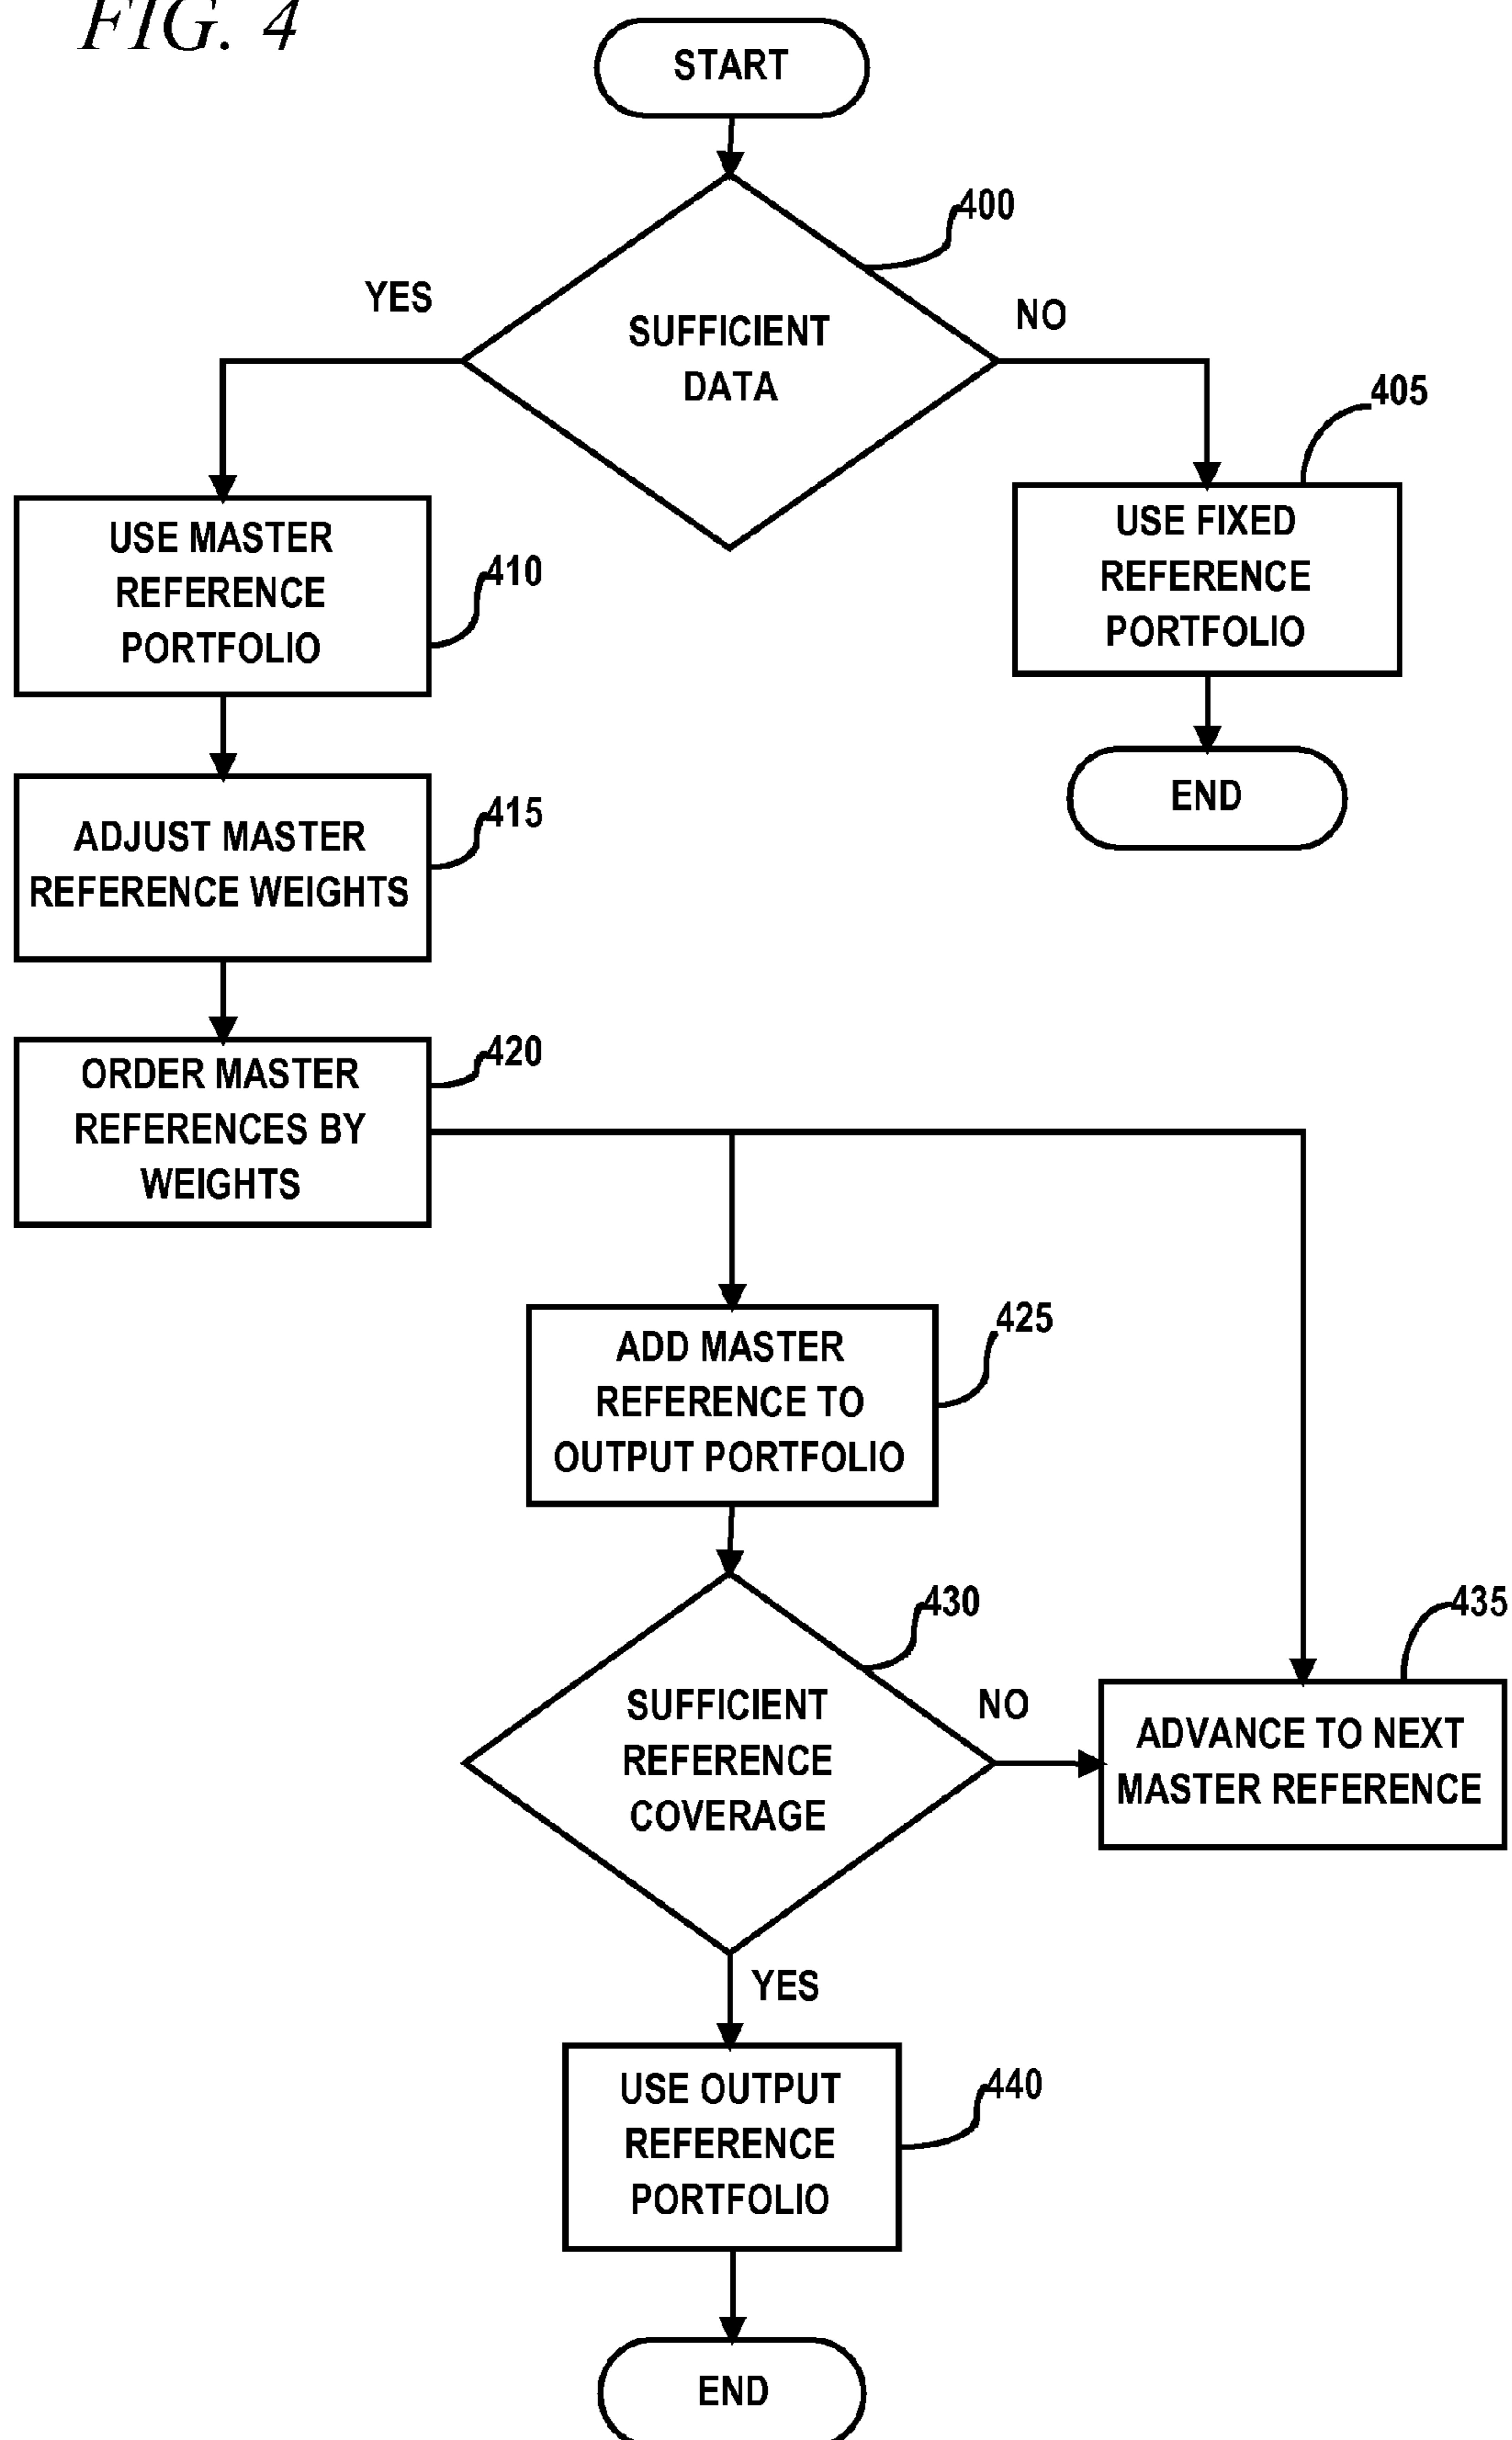 FIG. 4
START
400
YES
SUFFICIENT
DATA
NO
405
USE MASTER
REFERENCE
PORTFOLIO
410
USE FIXED
REFERENCE
PORTFOLIO
END
ADJUST MASTER
REFERENCE WEIGHTS
415
ORDER MASTER
REFERENCES BY
WEIGHTS
420
ADD MASTER
REFERENCE TO
OUTPUT PORTFOLIO
425
430
SUFFICIENT
REFERENCE
COVERAGE
NO
435
ADVANCE TO NEXT
MASTER REFERENCE
YES
USE OUTPUT
REFERENCE
PORTFOLIO
440
END